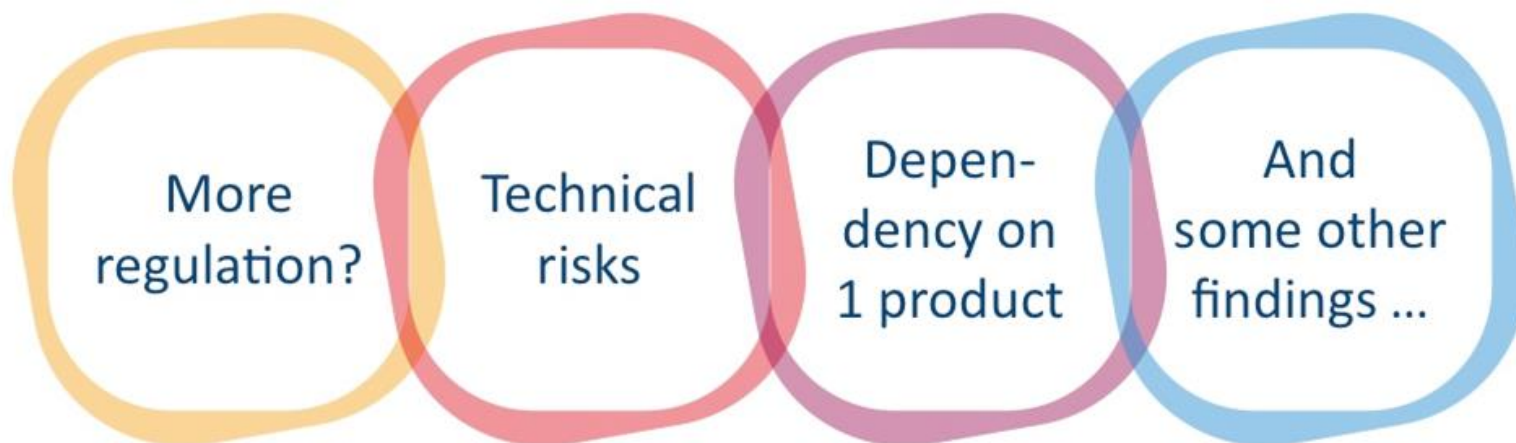 More
regulation?
Technical
risks
Depen-
dency on
1 product
And
some other
findings ...